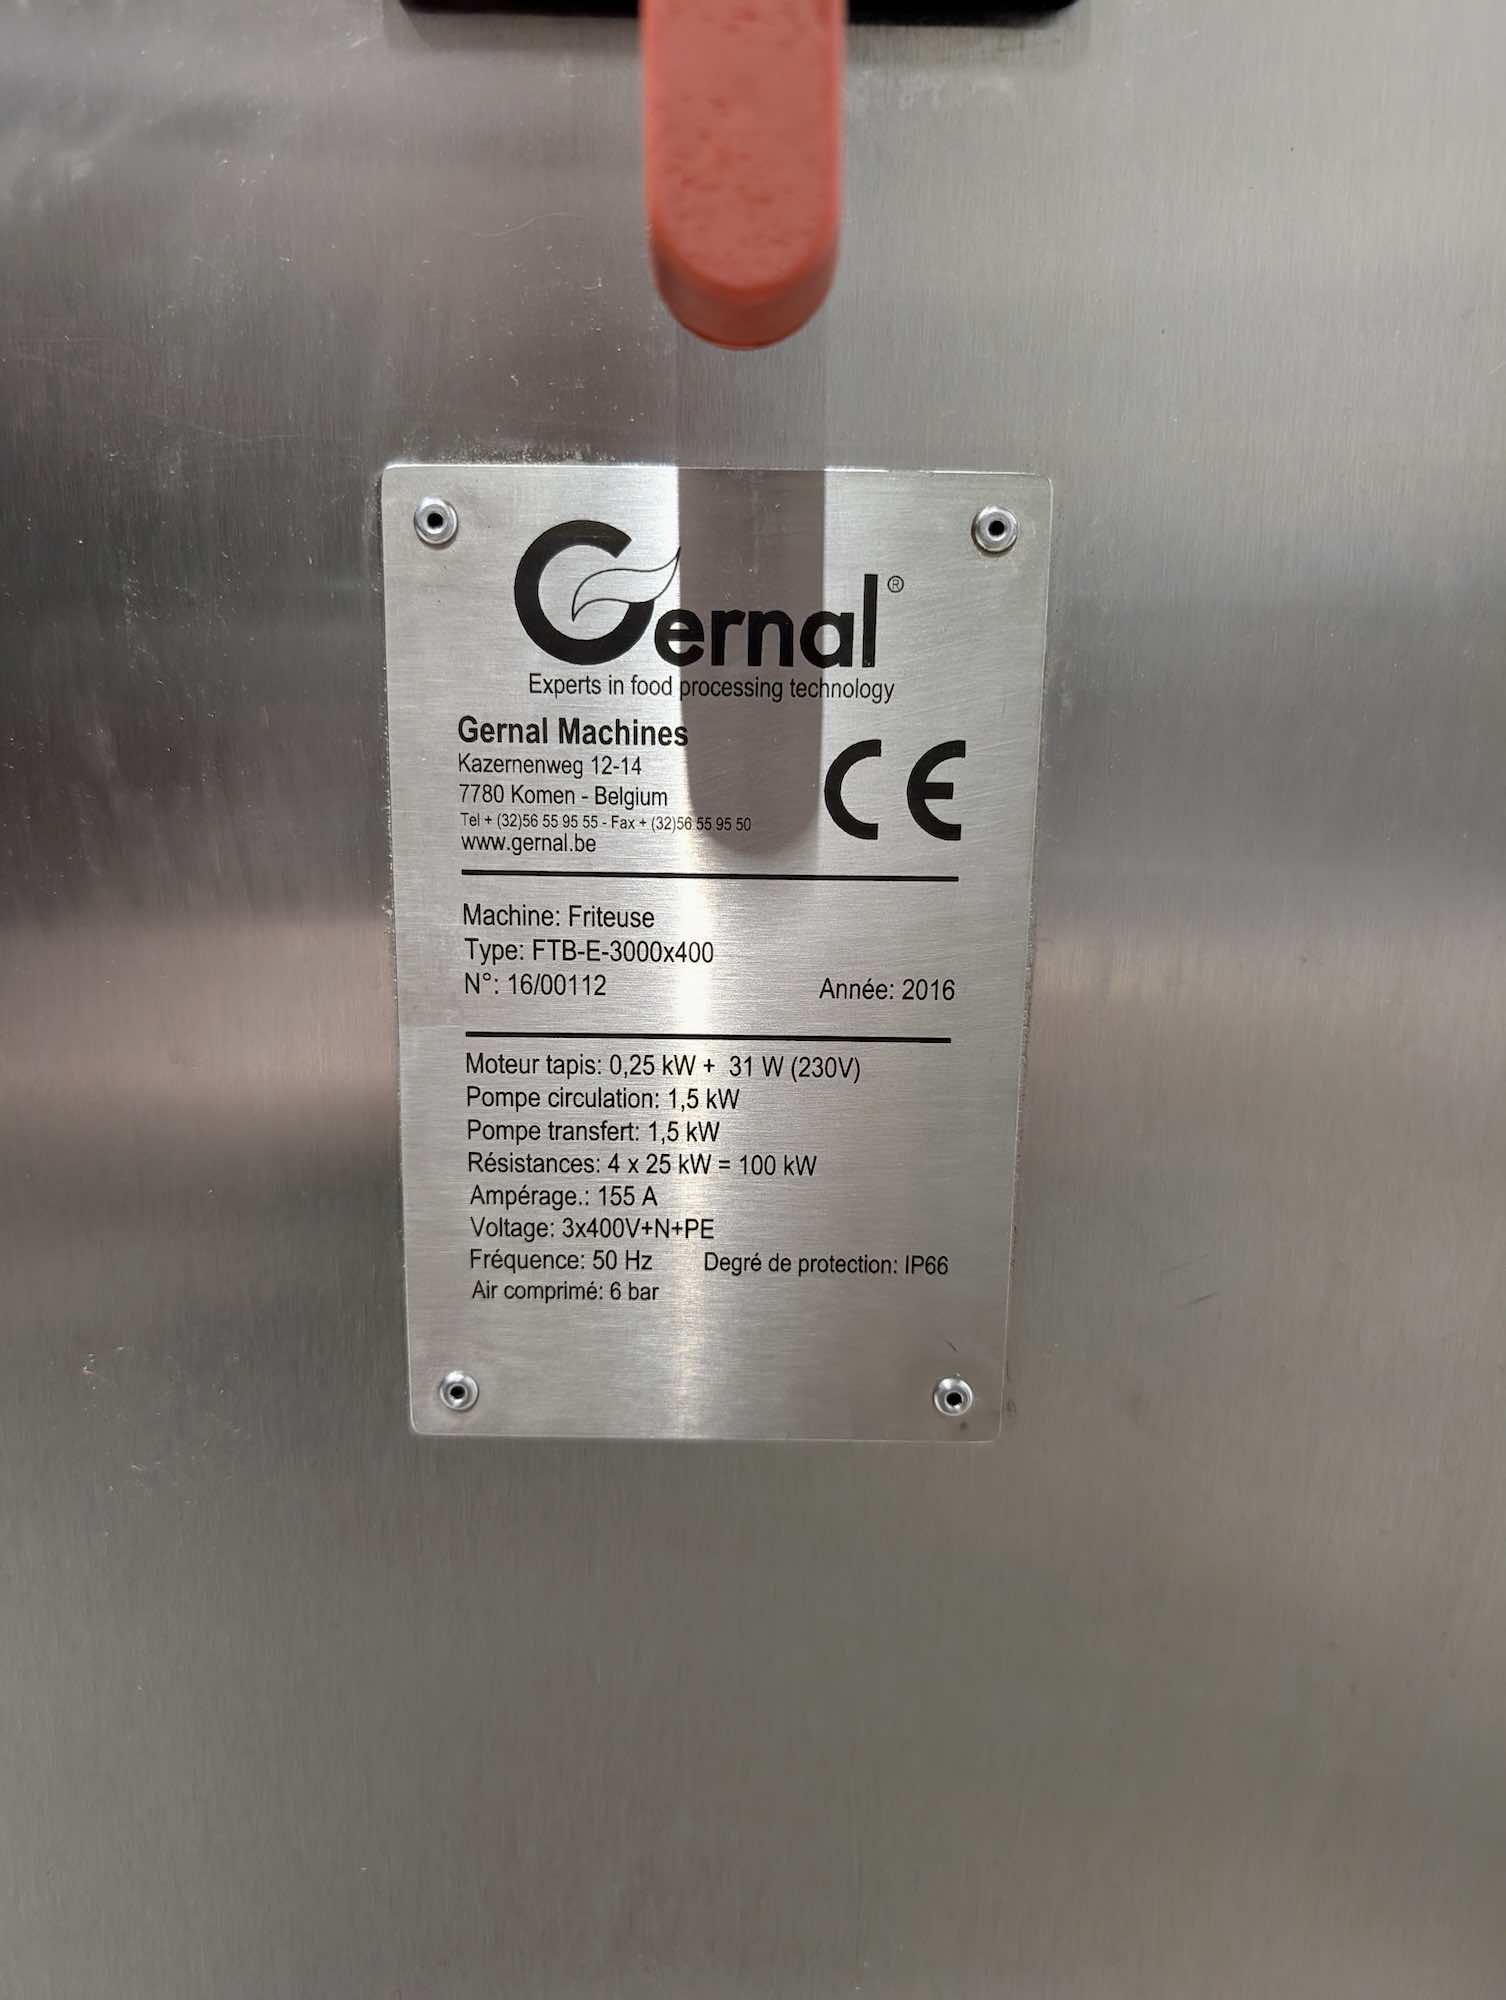 Gernal®
Experts in food processing technology
Gernal Machines
Kazernenweg 12-14
7780 Komen - Belgium
Tel + (32)56 55 95 55 - Fax + (32)56 55 95 50
www.gernal.be
CE
Machine: Friteuse
Type: FTB-E-3000x400
N°: 16/00112 Année: 2016
Moteur tapis: 0,25 kW + 31 W (230V)
Pompe circulation: 1,5 kW
Pompe transfert: 1,5 kW
Résistances: 4 x 25 kW = 100 kW
Ampérage.: 155 A
Voltage: 3x400V+N+PE
Fréquence: 50 Hz Degré de protection: IP66
Air comprimé: 6 bar